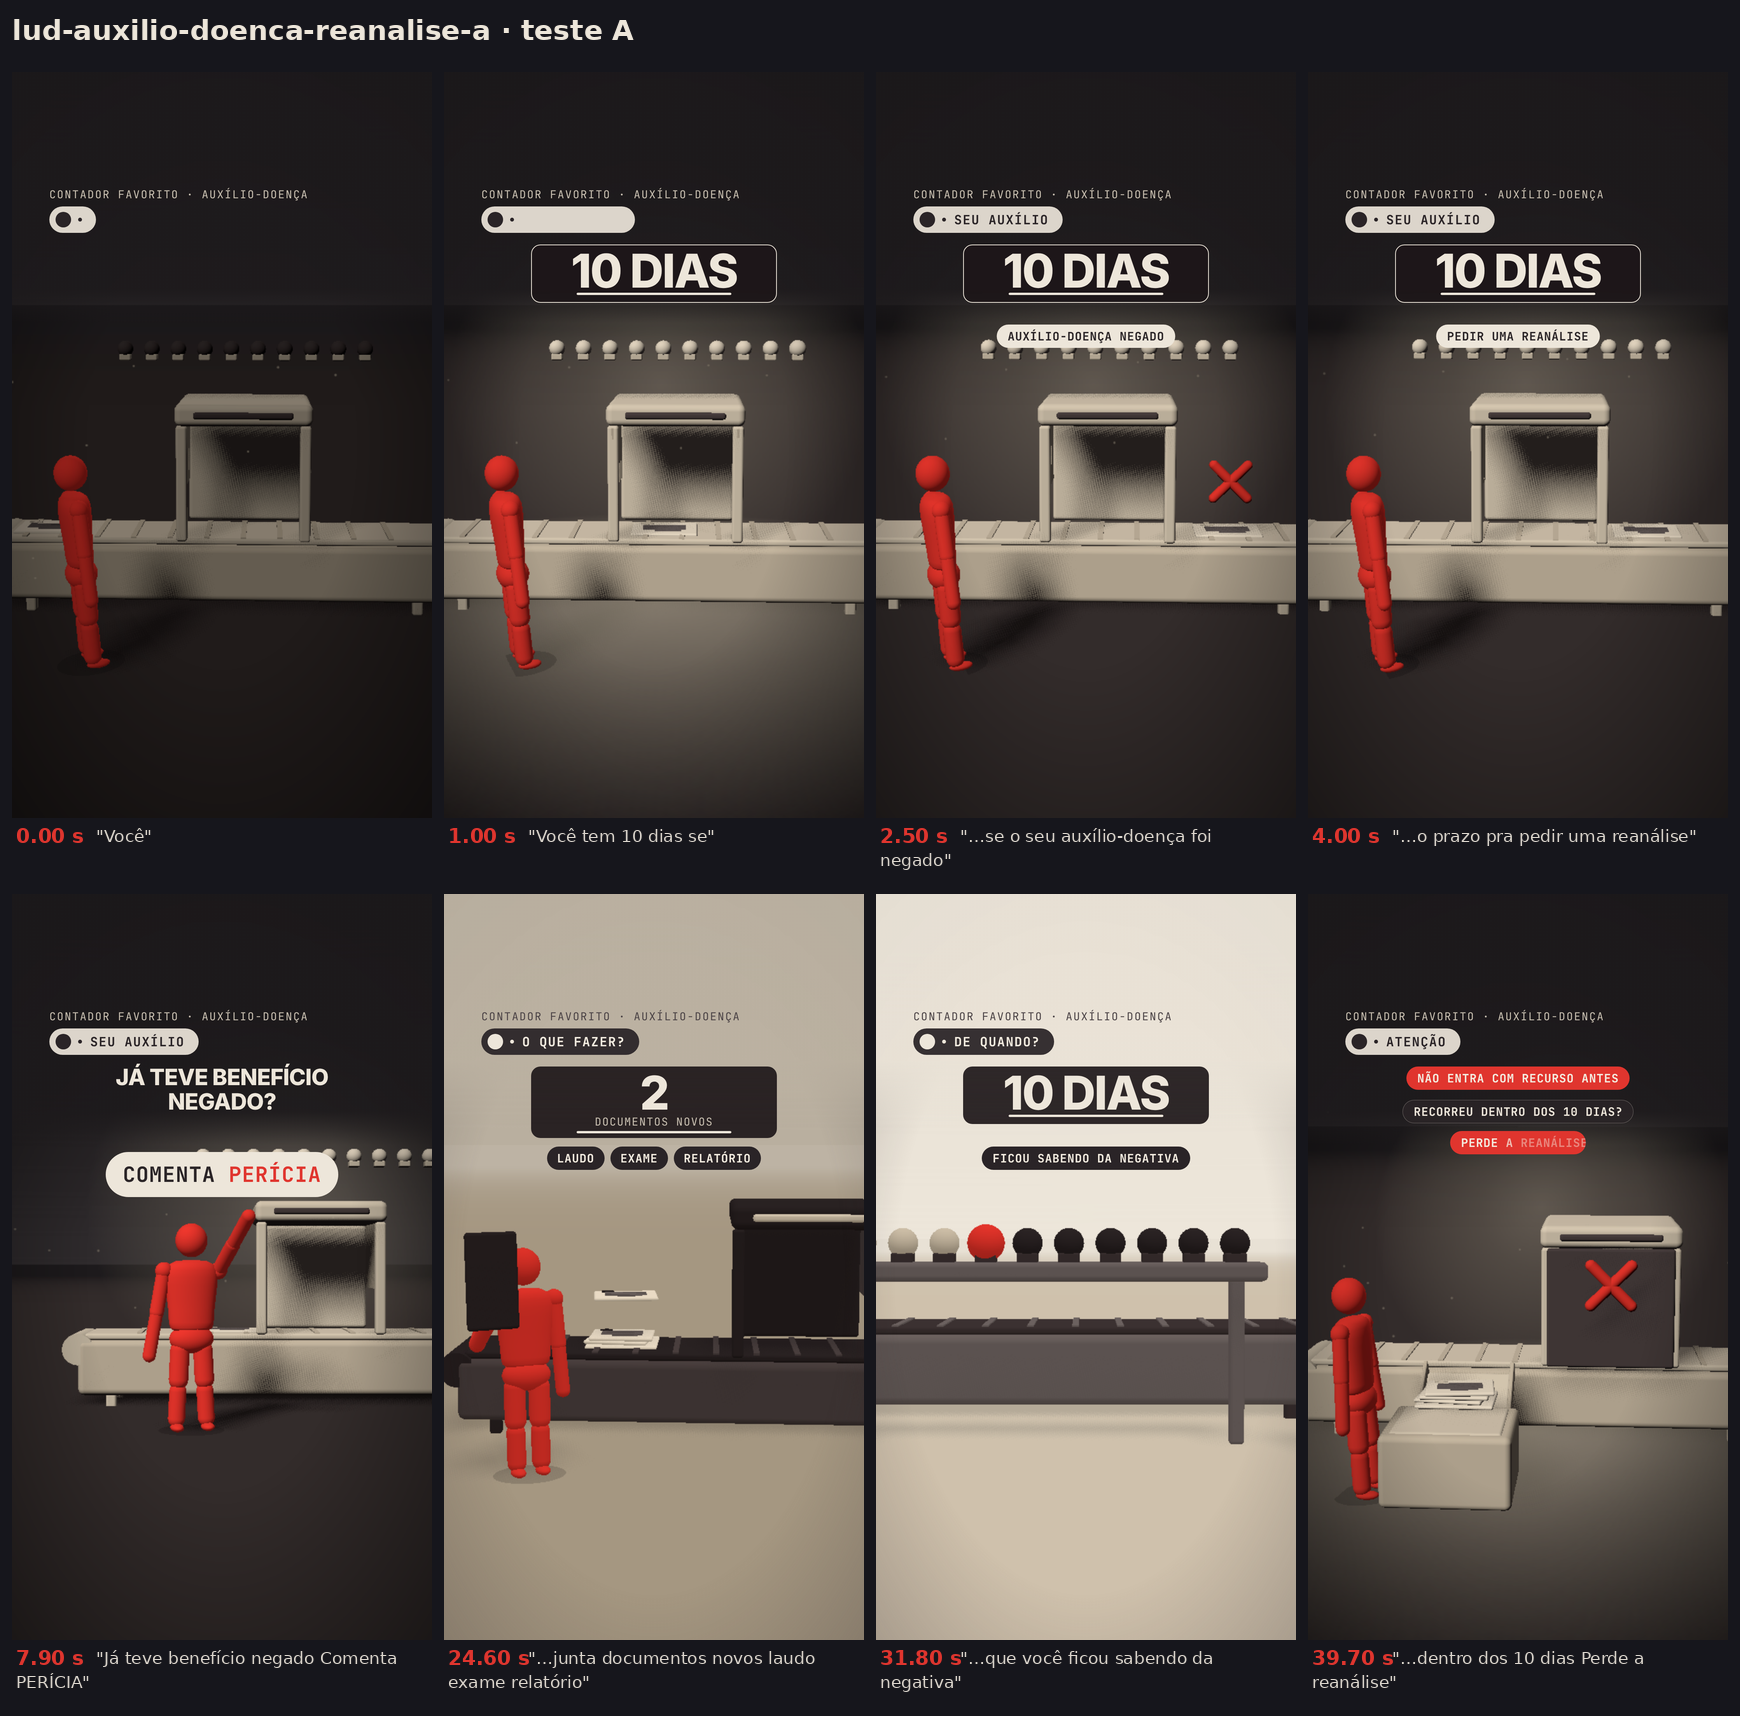 lud-auxilio-doenca-reanalise-a · teste A
CONTADOR FAVORITO · AUXÍLIO-DOENÇA
•
0.00 s "Você"
CONTADOR FAVORITO · AUXÍLIO-DOENÇA
•
10 DIAS
1.00 s "Você tem 10 dias se"
CONTADOR FAVORITO · AUXÍLIO-DOENÇA
• SEU AUXÍLIO
10 DIAS
AUXÍLIO-DOENÇA NEGADO
2.50 s "...se o seu auxílio-doença foi
negado"
CONTADOR FAVORITO · AUXÍLIO-DOENÇA
• SEU AUXÍLIO
10 DIAS
PEDIR UMA REANÁLISE
4.00 s "...o prazo pra pedir uma reanálise"
CONTADOR FAVORITO · AUXÍLIO-DOENÇA
• SEU AUXÍLIO
JÁ TEVE BENEFÍCIO
NEGADO?
COMENTA PERÍCIA
7.90 s "Já teve benefício negado Comenta
PERÍCIA"
CONTADOR FAVORITO · AUXÍLIO-DOENÇA
• O QUE FAZER?
2
DOCUMENTOS NOVOS
LAUDO EXAME RELATÓRIO
24.60 s "...junta documentos novos laudo
exame relatório"
CONTADOR FAVORITO · AUXÍLIO-DOENÇA
• DE QUANDO?
10 DIAS
FICOU SABENDO DA NEGATIVA
31.80 s "...que você ficou sabendo da
negativa"
CONTADOR FAVORITO · AUXÍLIO-DOENÇA
• ATENÇÃO
NÃO ENTRA COM RECURSO ANTES
RECORREU DENTRO DOS 10 DIAS?
PERDE A REANÁLISE
39.70 s "...dentro dos 10 dias Perde a
reanálise"